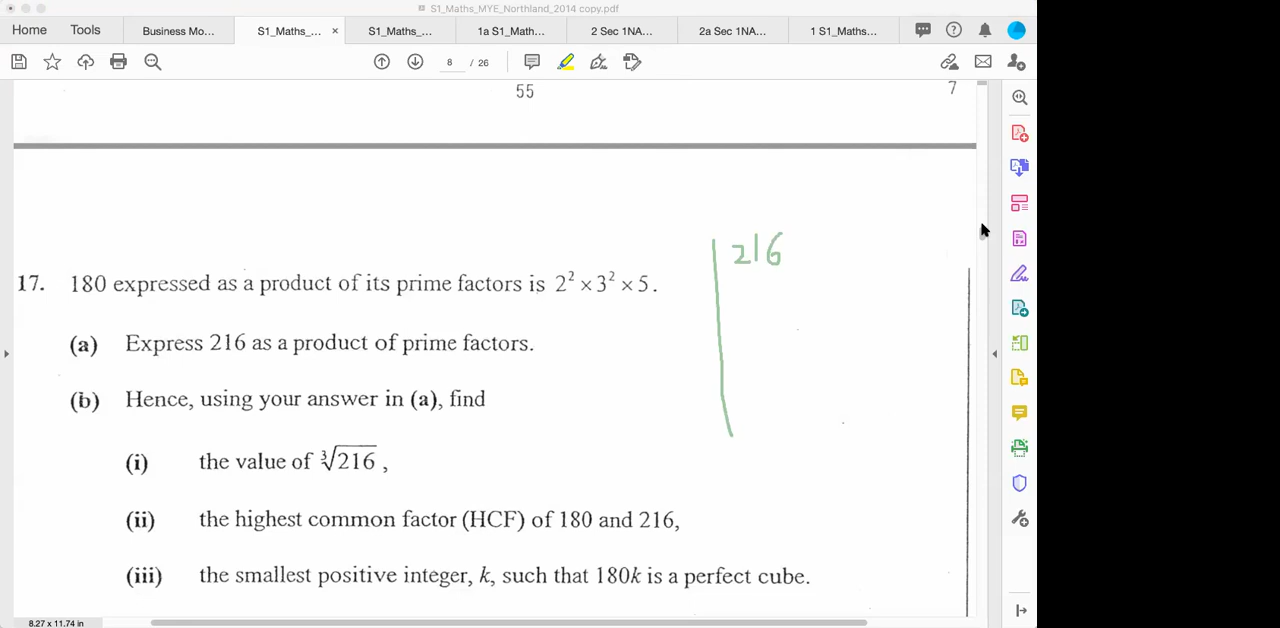 S1_Maths_MYE_Northland_2014 copy.pdf
Home Tools Business Mo... S1_Maths_... × S1_Maths_... 1a S1_Math... 2 Sec 1NA... 2a Sec 1NA... 1 S1_Maths...
8 / 26
55 7
216
17. 180 expressed as a product of its prime factors is 2² × 3² × 5.
(a) Express 216 as a product of prime factors.
(b) Hence, using your answer in (a), find
(i) the value of ∛216 ,
(ii) the highest common factor (HCF) of 180 and 216,
(iii) the smallest positive integer, k, such that 180k is a perfect cube.
8.27 x 11.74 in